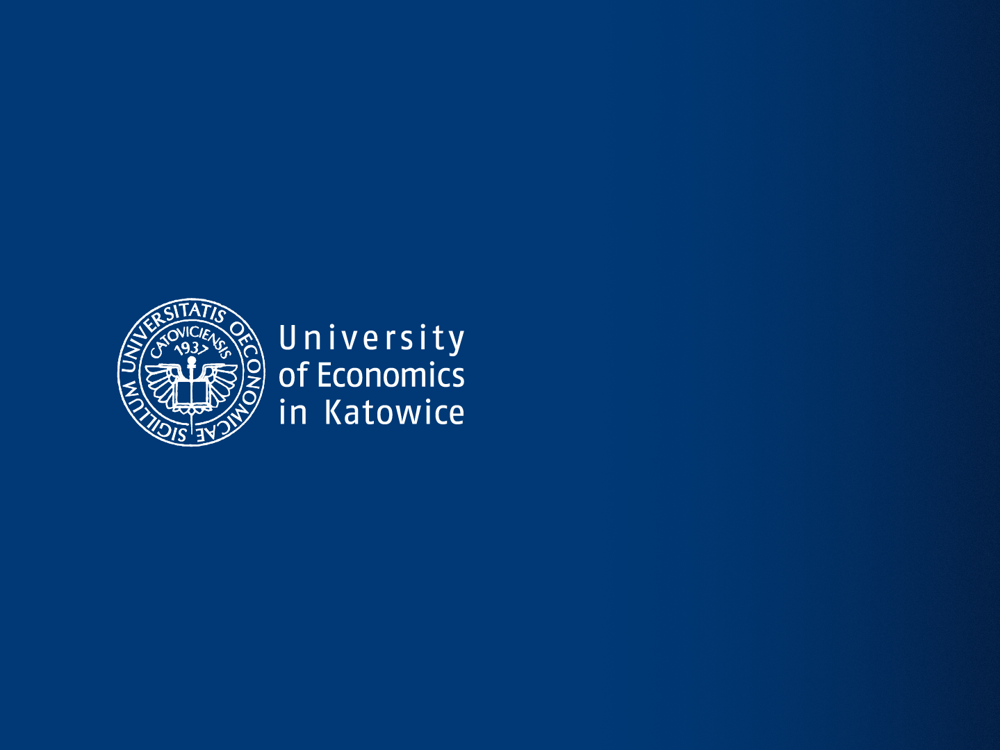 SIGILLUM UNIVERSITATIS OECONOMICAE
CATOVICIENSIS
1937
University
of Economics
in Katowice